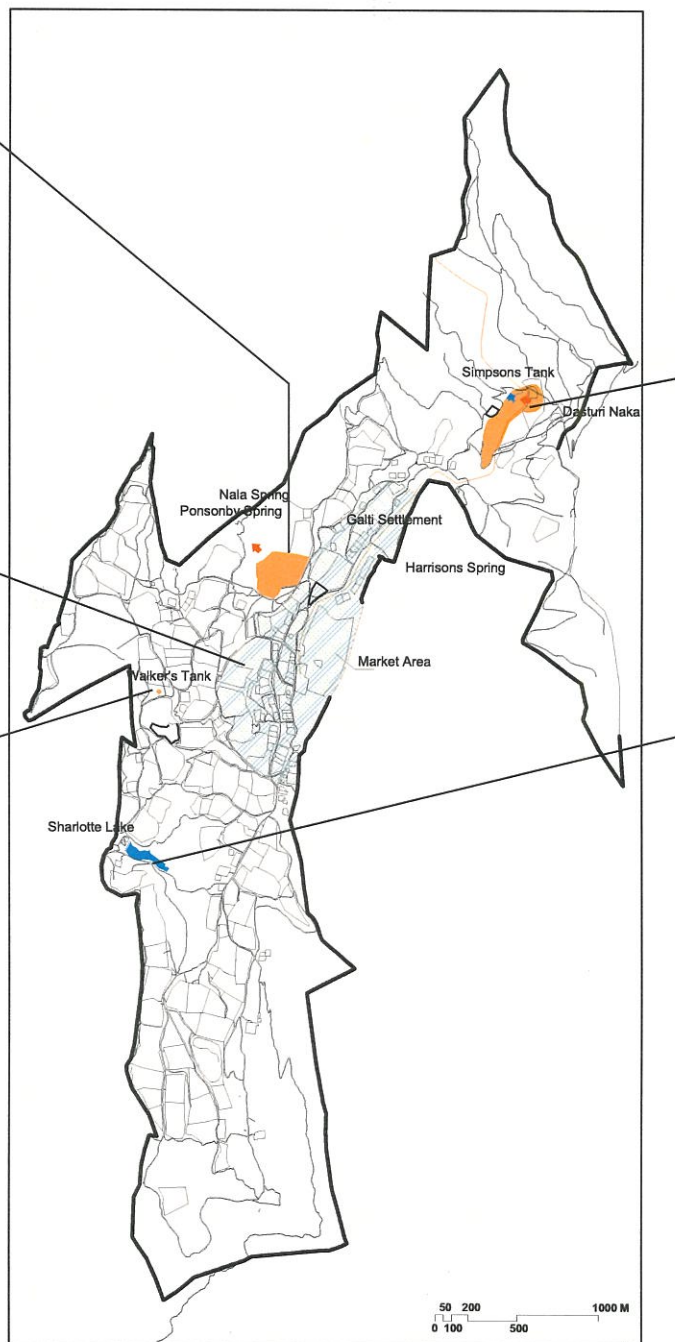 Simpsons Tank
Dasturi Naka
Nala Spring
Ponsonby Spring
Galti Settlement
Harrisons Spring
Market Area
Walker's Tank
Sharlotte Lake
50 200 1000 M
0 100 500